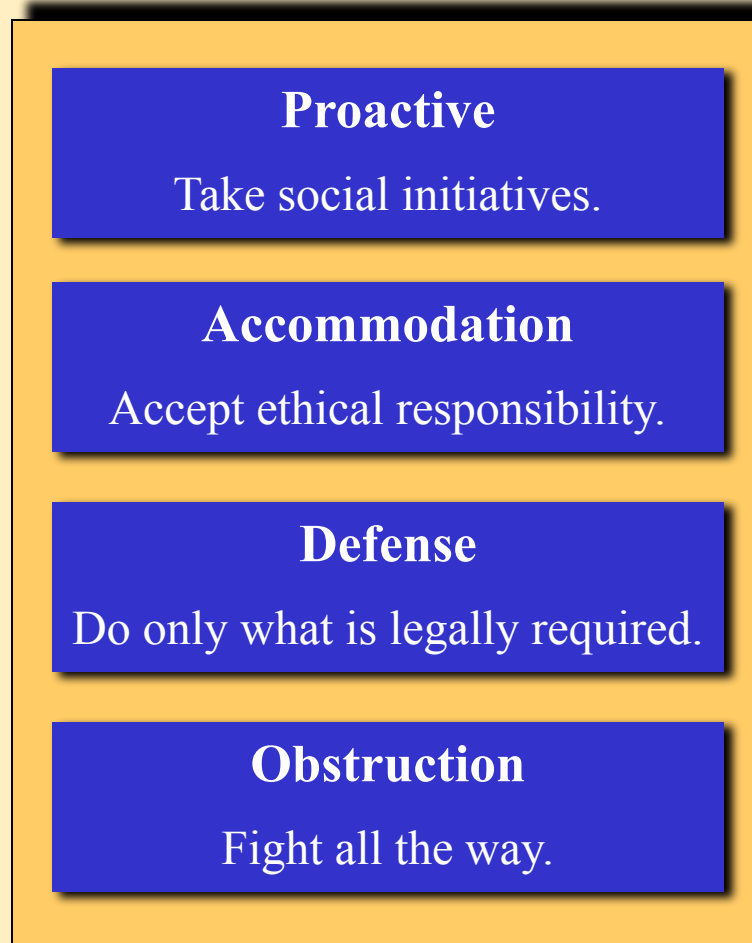 Proactive
Take social initiatives.
Accommodation
Accept ethical responsibility.
Defense
Do only what is legally required.
Obstruction
Fight all the way.